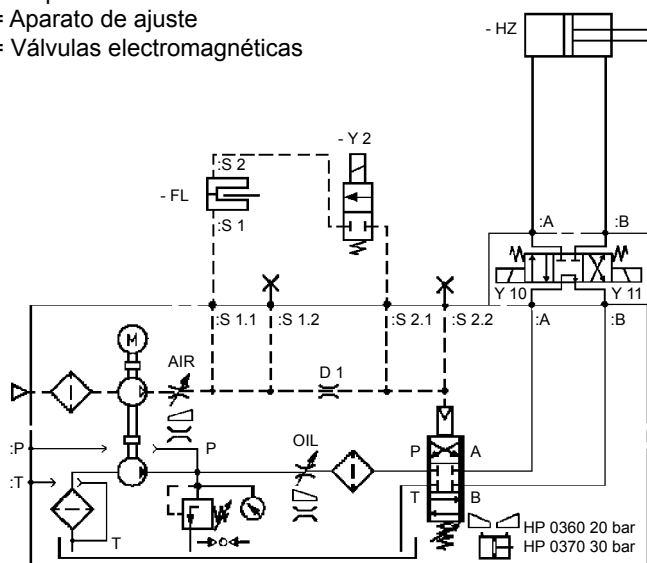 = Aparato de ajuste
= Válvulas electromagnéticas
- HZ
- Y 2
:S 2
- FL
:S 1
:A :B
Y 10 Y 11
:S 1.1 :S 1.2 :S 2.1 :S 2.2 :A :B
M
AIR
D 1
OIL
:P P P A
:T T B
T
HP 0360 20 bar
HP 0370 30 bar